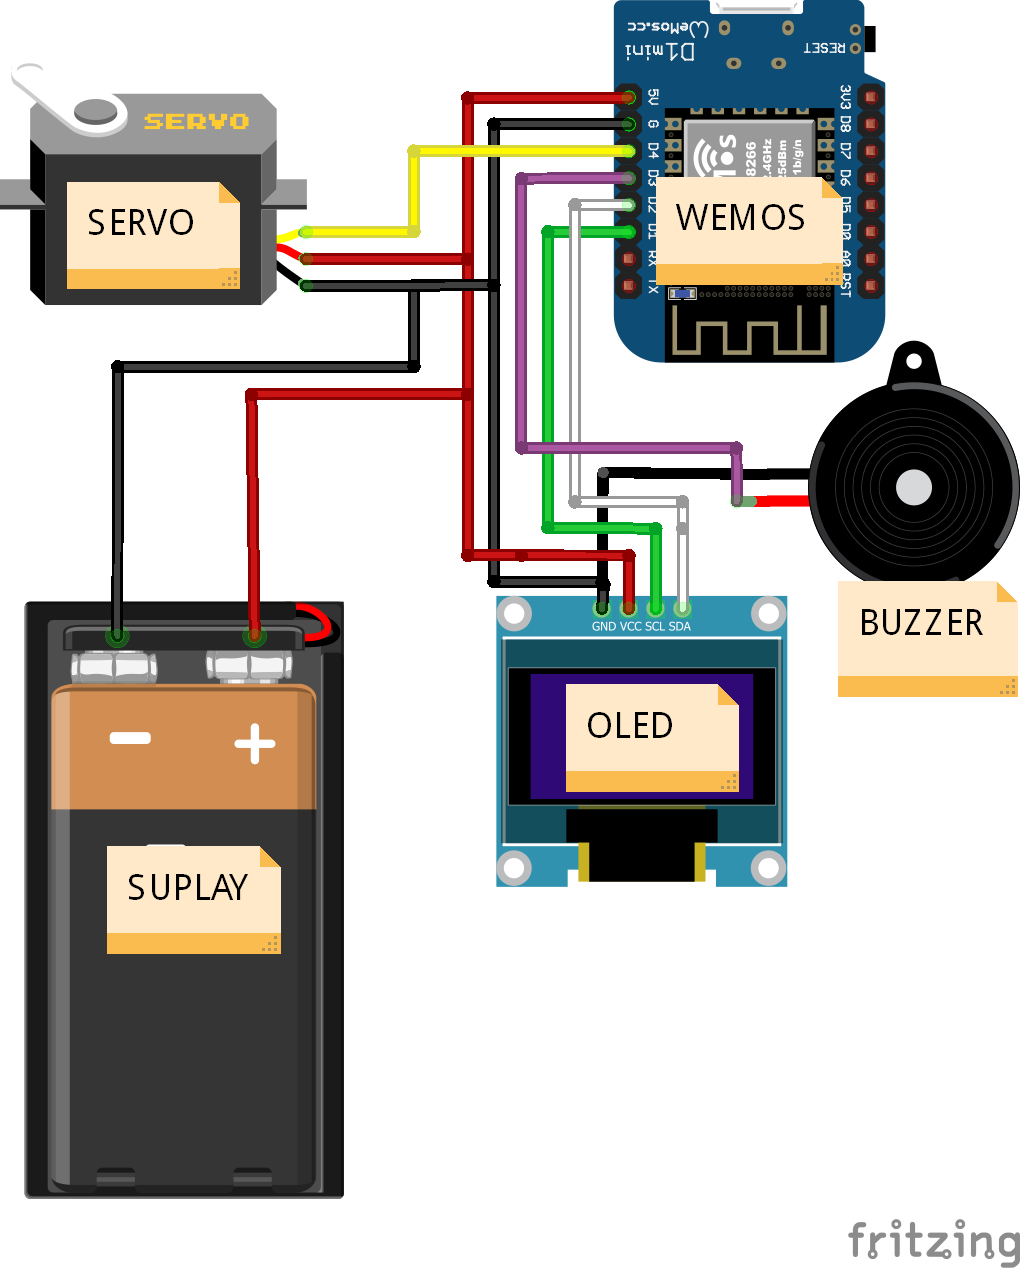 WeMos.cc
D1mini
RESET
SERVO
5V
G
D4
D3
D2
D1
RX
TX
3V3
D8
D7
D6
D5
D0
A0
RST
8266
2.4GHz
25dBm
1b/g/n
SERVO
WEMOS
BUZZER
GND VCC SCL SDA
OLED
- +
SUPLAY
fritzing